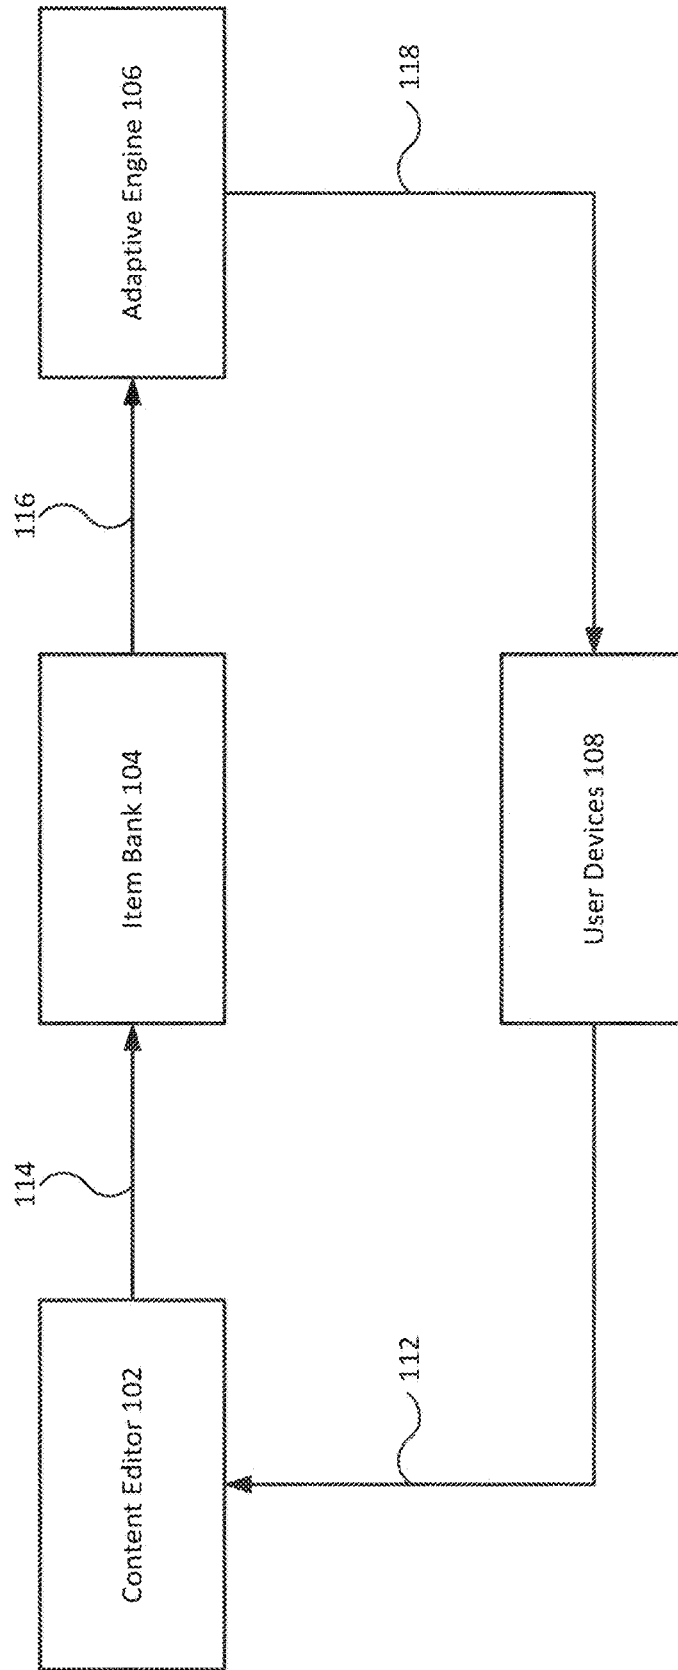 Content Editor 102
114
Item Bank 104
116
Adaptive Engine 106
112
User Devices 108
118